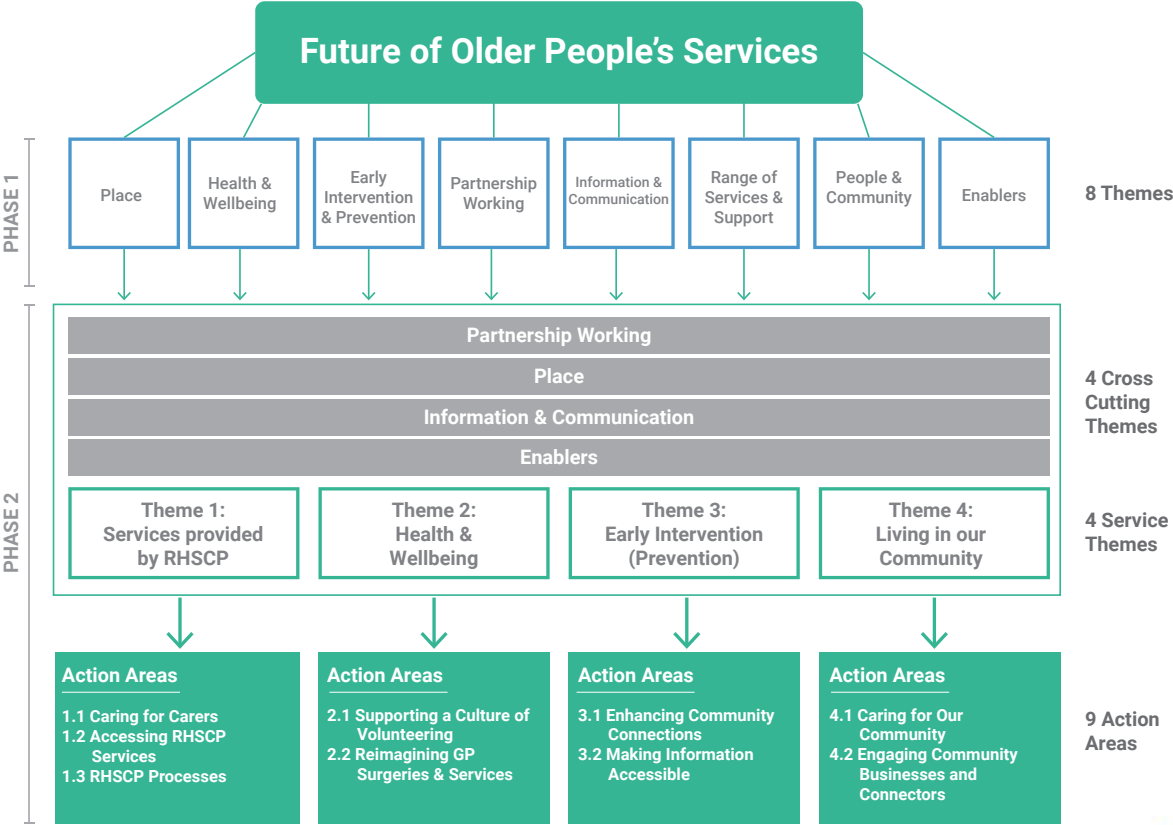 Future of Older People's Services
PHASE 1
Place
Health &
Wellbeing
Early
Intervention
& Prevention
Partnership
Working
Information &
Communication
Range of
Services &
Support
People &
Community
Enablers
8 Themes
PHASE 2
Partnership Working
Place
Information & Communication
Enablers
4 Cross
Cutting
Themes
Theme 1:
Services provided
by RHSCP
Theme 2:
Health &
Wellbeing
Theme 3:
Early Intervention
(Prevention)
Theme 4:
Living in our
Community
4 Service
Themes
Action Areas
1.1 Caring for Carers
1.2 Accessing RHSCP
Services
1.3 RHSCP Processes
Action Areas
2.1 Supporting a Culture of
Volunteering
2.2 Reimagining GP
Surgeries & Services
Action Areas
3.1 Enhancing Community
Connections
3.2 Making Information
Accessible
Action Areas
4.1 Caring for Our
Community
4.2 Engaging Community
Businesses and
Connectors
9 Action
Areas